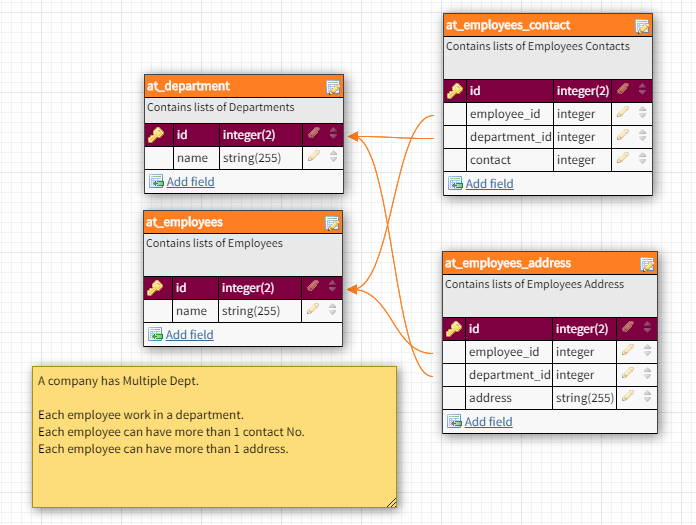 at_department
Contains lists of Departments
id integer(2)
name string(255)
Add field
at_employees
Contains lists of Employees
id integer(2)
name string(255)
Add field
A company has Multiple Dept.
Each employee work in a department.
Each employee can have more than 1 contact No.
Each employee can have more than 1 address.
at_employees_contact
Contains lists of Employees Contacts
id integer(2)
employee_id integer
department_id integer
contact integer
Add field
at_employees_address
Contains lists of Employees Address
id integer(2)
employee_id integer
department_id integer
address string(255)
Add field